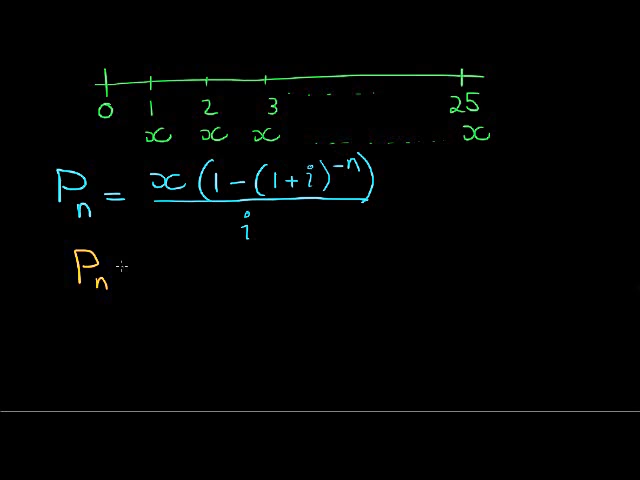 0 1 2 3 ........ 25
x x x ........ x
Pₙ = x(1-(1+i)⁻ⁿ) / i
Pₙ